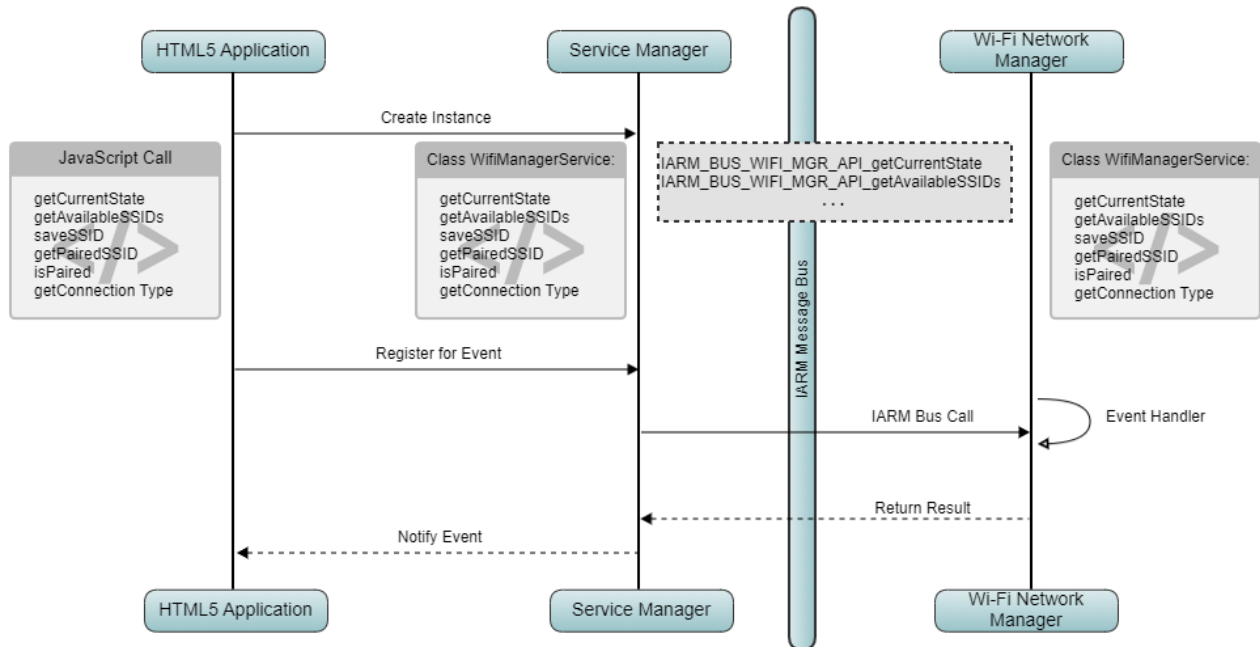 HTML5 Application
Service Manager
Wi-Fi Network
Manager
Create Instance
JavaScript Call
getCurrentState
getAvailableSSIDs
saveSSID
getPairedSSID
isPaired
getConnection Type
</>
Class WifiManagerService:
getCurrentState
getAvailableSSIDs
saveSSID
getPairedSSID
isPaired
getConnection Type
</>
IARM_BUS_WIFI_MGR_API_getCurrentState
IARM_BUS_WIFI_MGR_API_getAvailableSSIDs
...
Class WifiManagerService:
getCurrentState
getAvailableSSIDs
saveSSID
getPairedSSID
isPaired
getConnection Type
</>
IARM Message Bus
Register for Event
IARM Bus Call
Event Handler
Return Result
Notify Event
HTML5 Application
Service Manager
Wi-Fi Network
Manager